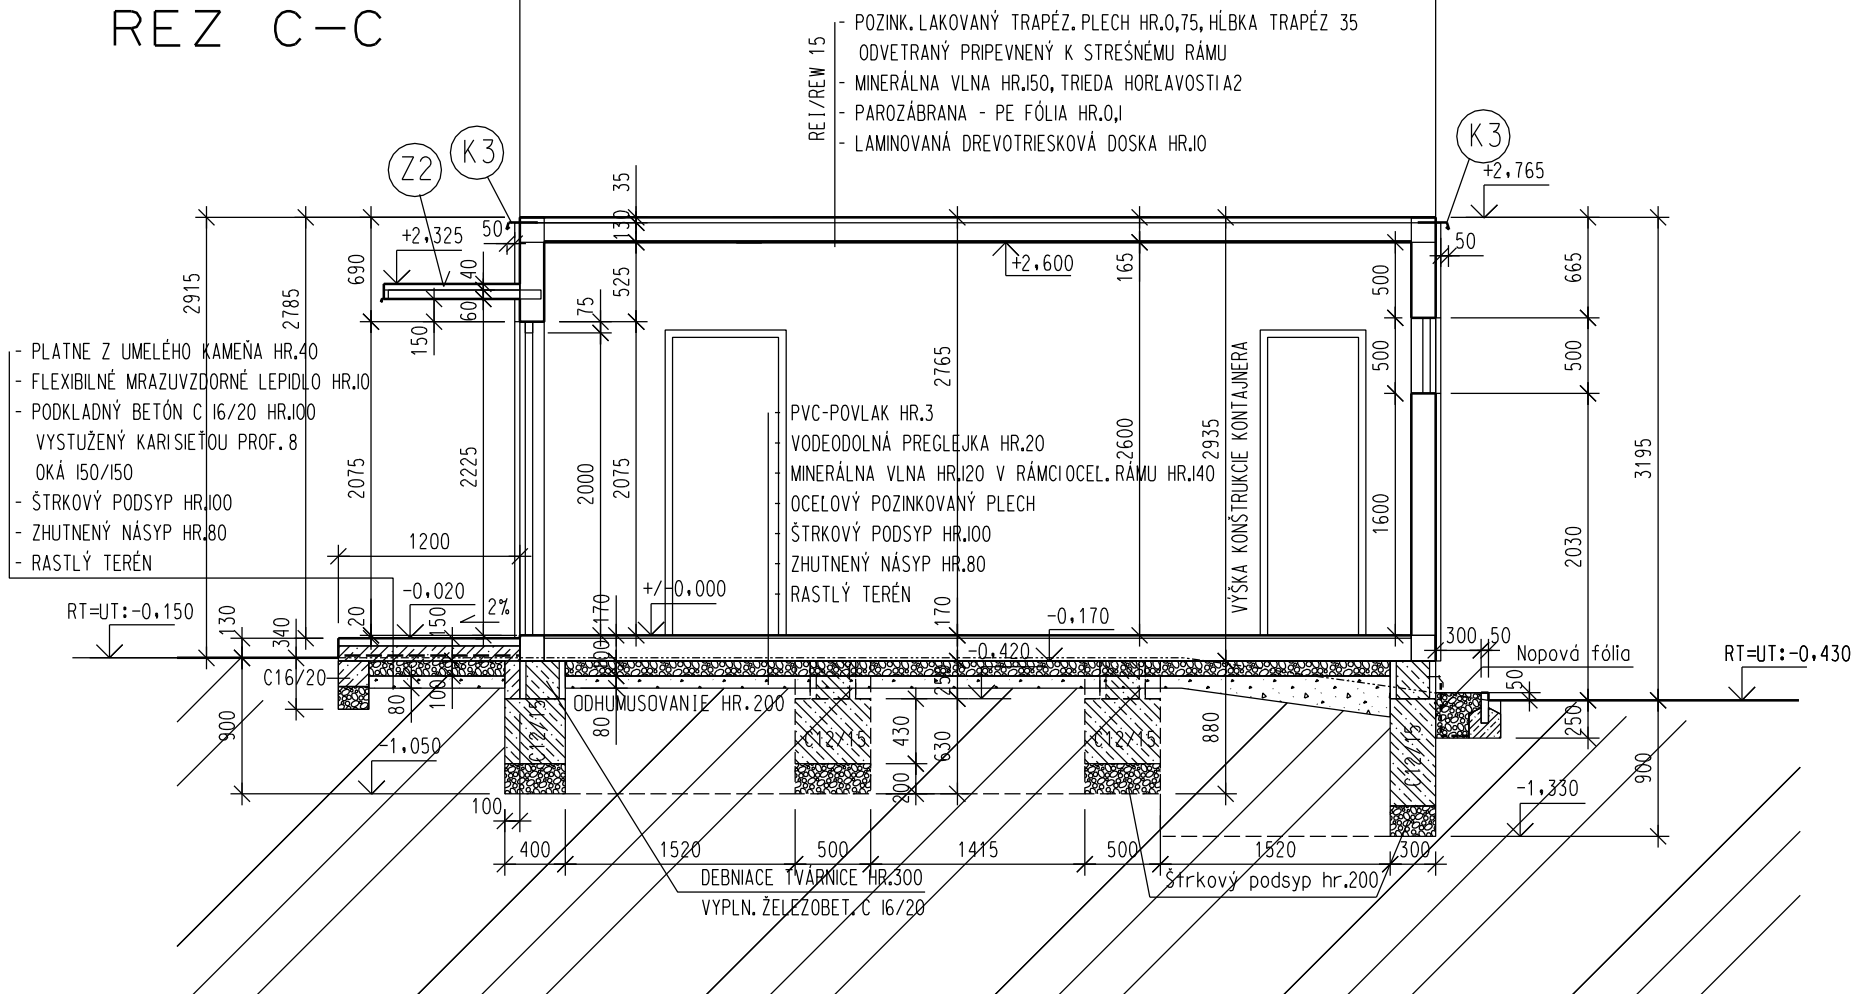 REZ C-C
- POZINK. LAKOVANÝ TRAPÉZ. PLECH HR.0,75, HĹBKA TRAPÉZ 35
ODVETRANÝ PRIPEVNENÝ K STREŠNÉMU RÁMU
- MINERÁLNA VLNA HR.150, TRIEDA HORĽAVOSTI A2
- PAROZÁBRANA - PE FÓLIA HR.0,1
- LAMINOVANÁ DREVOTRIESKOVÁ DOSKA HR.10
REI/REW 15
K3
Z2
K3
+2,765
+2,325
+2,600
50
50
35
130
2915
2785
690
40
60
150
525
75
165
500
665
- PLATNE Z UMELÉHO KAMEŇA HR.40
- FLEXIBILNÉ MRAZUVZDORNÉ LEPIDLO HR.10
- PODKLADNÝ BETÓN C 16/20 HR.100
VYSTUŽENÝ KARI SIEŤOU PROF. 8
OKÁ 150/150
- ŠTRKOVÝ PODSYP HR.100
- ZHUTNENÝ NÁSYP HR.80
- RASTLÝ TERÉN
2075
2225
2000
2075
2765
2600
2935
VÝŠKA KONŠTRUKCIE KONTAJNERA
500
500
1600
2030
3195
- PVC-POVLAK HR.3
- VODEODOLNÁ PREGLEJKA HR.20
- MINERÁLNA VLNA HR.120 V RÁMCI OCEL. RÁMU HR.140
- OCEĽOVÝ POZINKOVANÝ PLECH
- ŠTRKOVÝ PODSYP HR.100
- ZHUTNENÝ NÁSYP HR.80
- RASTLÝ TERÉN
1200
RT=UT:-0,150
-0,020
2%
+/-0,000
-0,170
-0,420
130
340
20
150
170
170
300
50
Nopová fólia
RT=UT:-0,430
C16/20
100
80
100
80
250
50
250
ODHUMUSOVANIE HR.200
900
-1,050
C12/15
C12/15
C12/15
C12/15
430
630
200
880
900
-1,330
100
400
1520
500
1415
500
1520
300
DEBNIACE TVÁRNICE HR.300
VYPLN. ŽELEZOBET. C 16/20
Štrkový podsyp hr.200